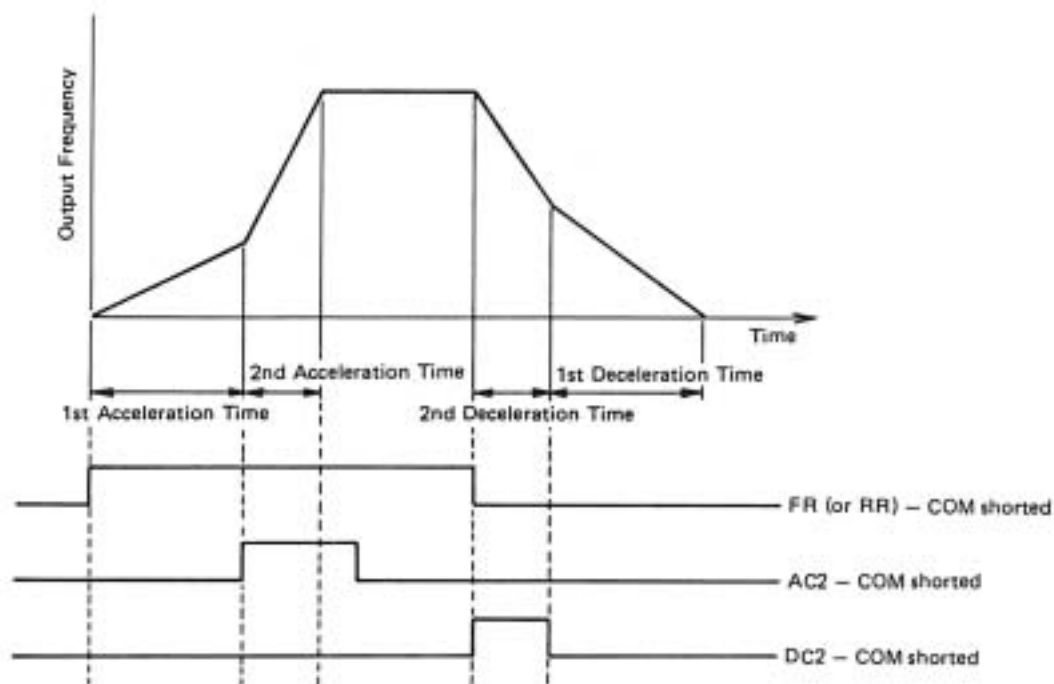 Output Frequency
Time
2nd Acceleration Time
1st Deceleration Time
1st Acceleration Time
2nd Deceleration Time
FR (or RR) – COM shorted
AC2 – COM shorted
DC2 – COM shorted